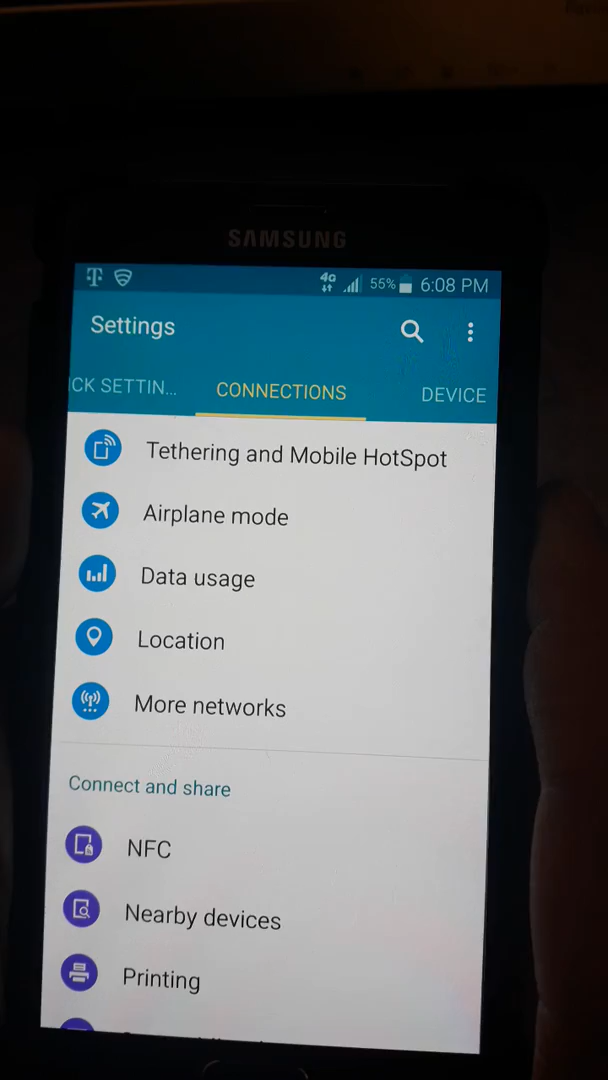 SAMSUNG
4G 55% 6:08 PM
Settings
CK SETTIN... CONNECTIONS DEVICE
Tethering and Mobile HotSpot
Airplane mode
Data usage
Location
More networks
Connect and share
NFC
Nearby devices
Printing